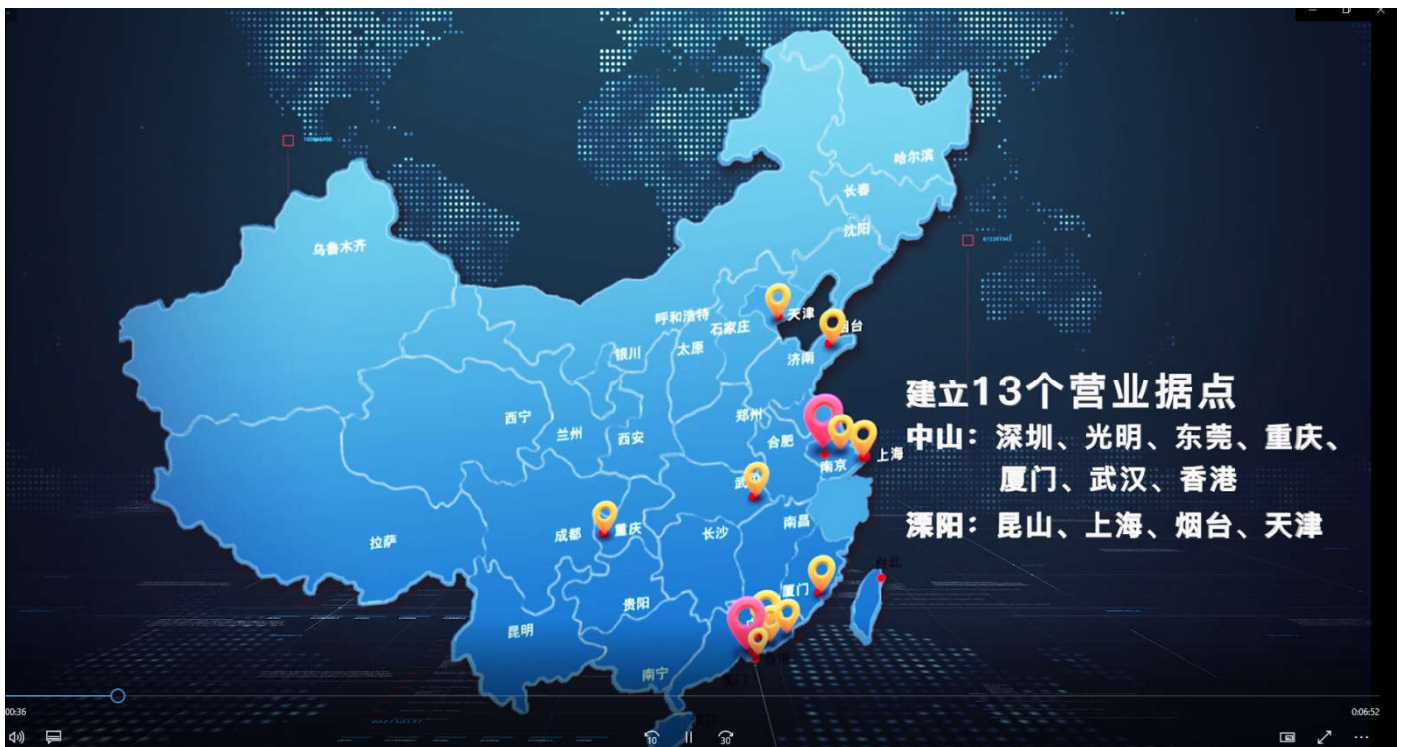 哈尔滨
长春
沈阳
乌鲁木齐
呼和浩特
石家庄
天津
烟台
银川
太原
济南
建立13个营业据点
中山：深圳、光明、东莞、重庆、
厦门、武汉、香港
溧阳：昆山、上海、烟台、天津
西宁
兰州
西安
郑州
合肥
南京
上海
武
拉萨
成都
重庆
长沙
南昌
台北
贵阳
厦门
昆明
南宁
00:36
0:06:52
10
30